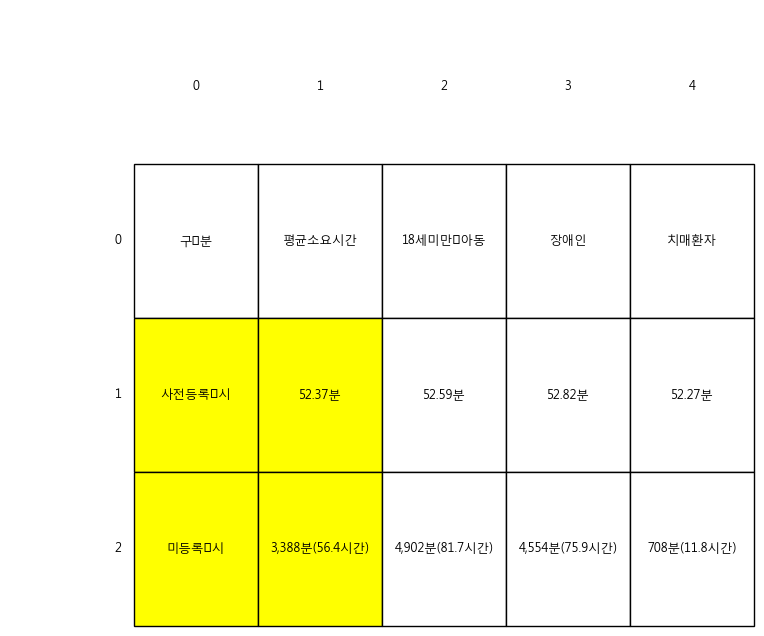 0 1 2 3 4
0 구▯분 평균소요시간 18세미만▯아동 장애인 치매환자
1 사전등록▯시 52.37분 52.59분 52.82분 52.27분
2 미등록▯시 3,388분(56.4시간) 4,902분(81.7시간) 4,554분(75.9시간) 708분(11.8시간)